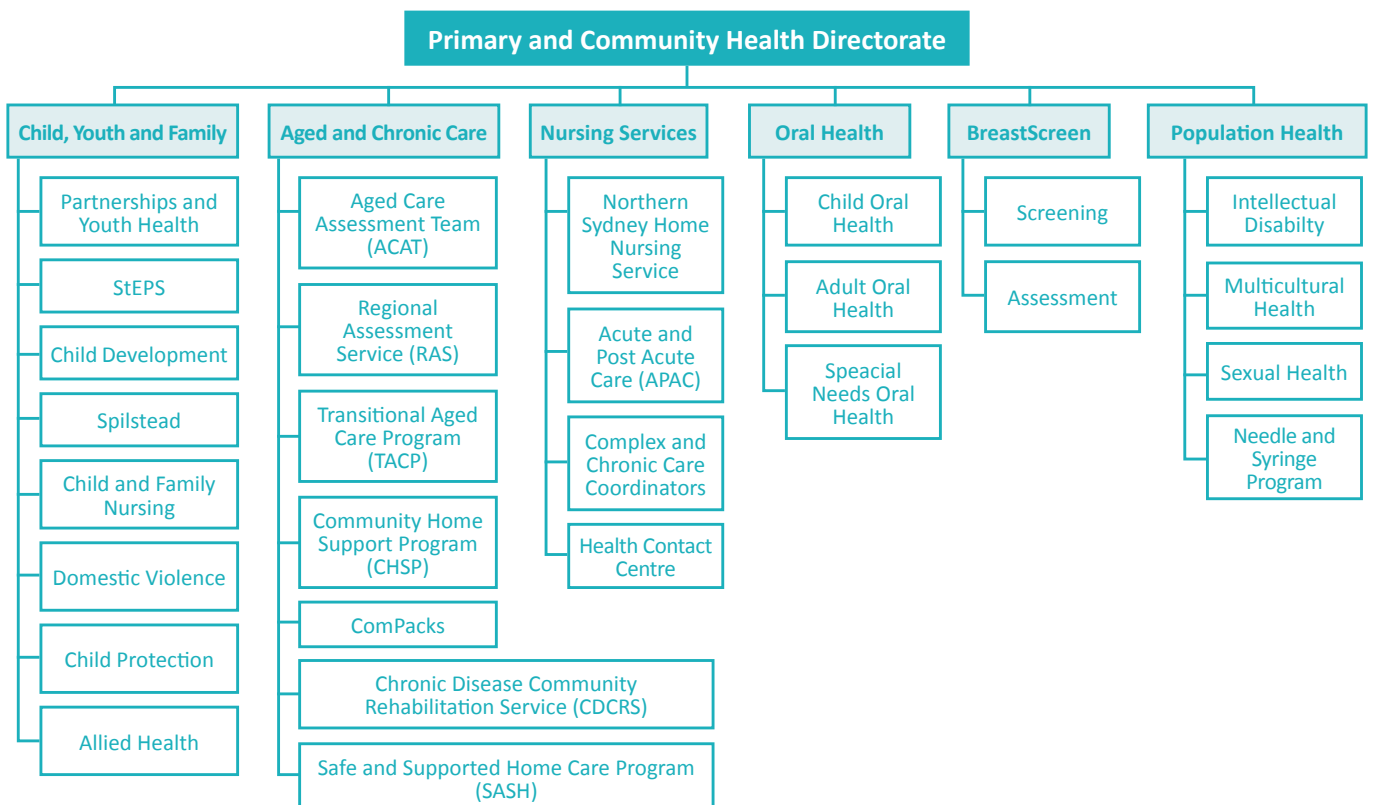 Primary and Community Health Directorate
Child, Youth and Family
Partnerships and
Youth Health
StEPS
Child Development
Spilstead
Child and Family
Nursing
Domestic Violence
Child Protection
Allied Health
Aged and Chronic Care
Aged Care
Assessment Team
(ACAT)
Regional
Assessment
Service (RAS)
Transitional Aged
Care Program
(TACP)
Community Home
Support Program
(CHSP)
ComPacks
Chronic Disease Community
Rehabilitation Service (CDCRS)
Safe and Supported Home Care Program
(SASH)
Nursing Services
Northern
Sydney Home
Nursing
Service
Acute and
Post Acute
Care (APAC)
Complex and
Chronic Care
Coordinators
Health Contact
Centre
Oral Health
Child Oral
Health
Adult Oral
Health
Speacial
Needs Oral
Health
BreastScreen
Screening
Assessment
Population Health
Intellectual
Disabilty
Multicultural
Health
Sexual Health
Needle and
Syringe
Program